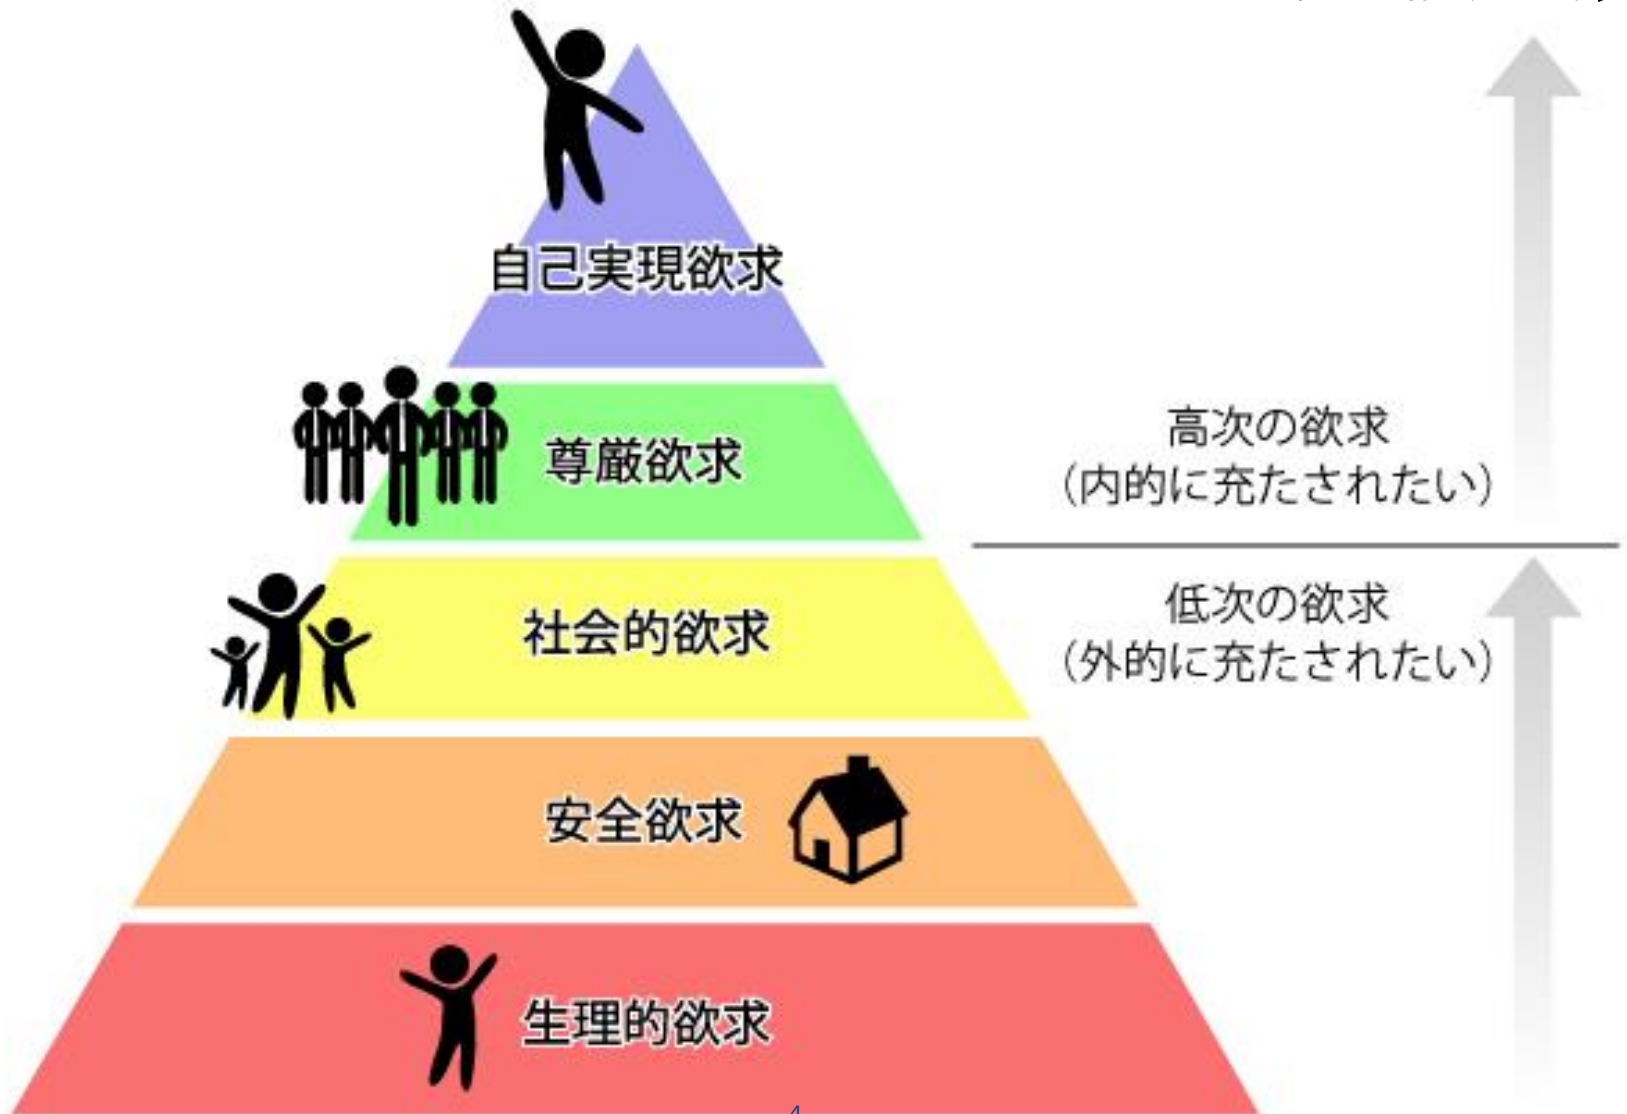 自己実現欲求
尊厳欲求
高次の欲求
(内的に充たされたい)
社会的欲求
低次の欲求
(外的に充たされたい)
安全欲求
生理的欲求